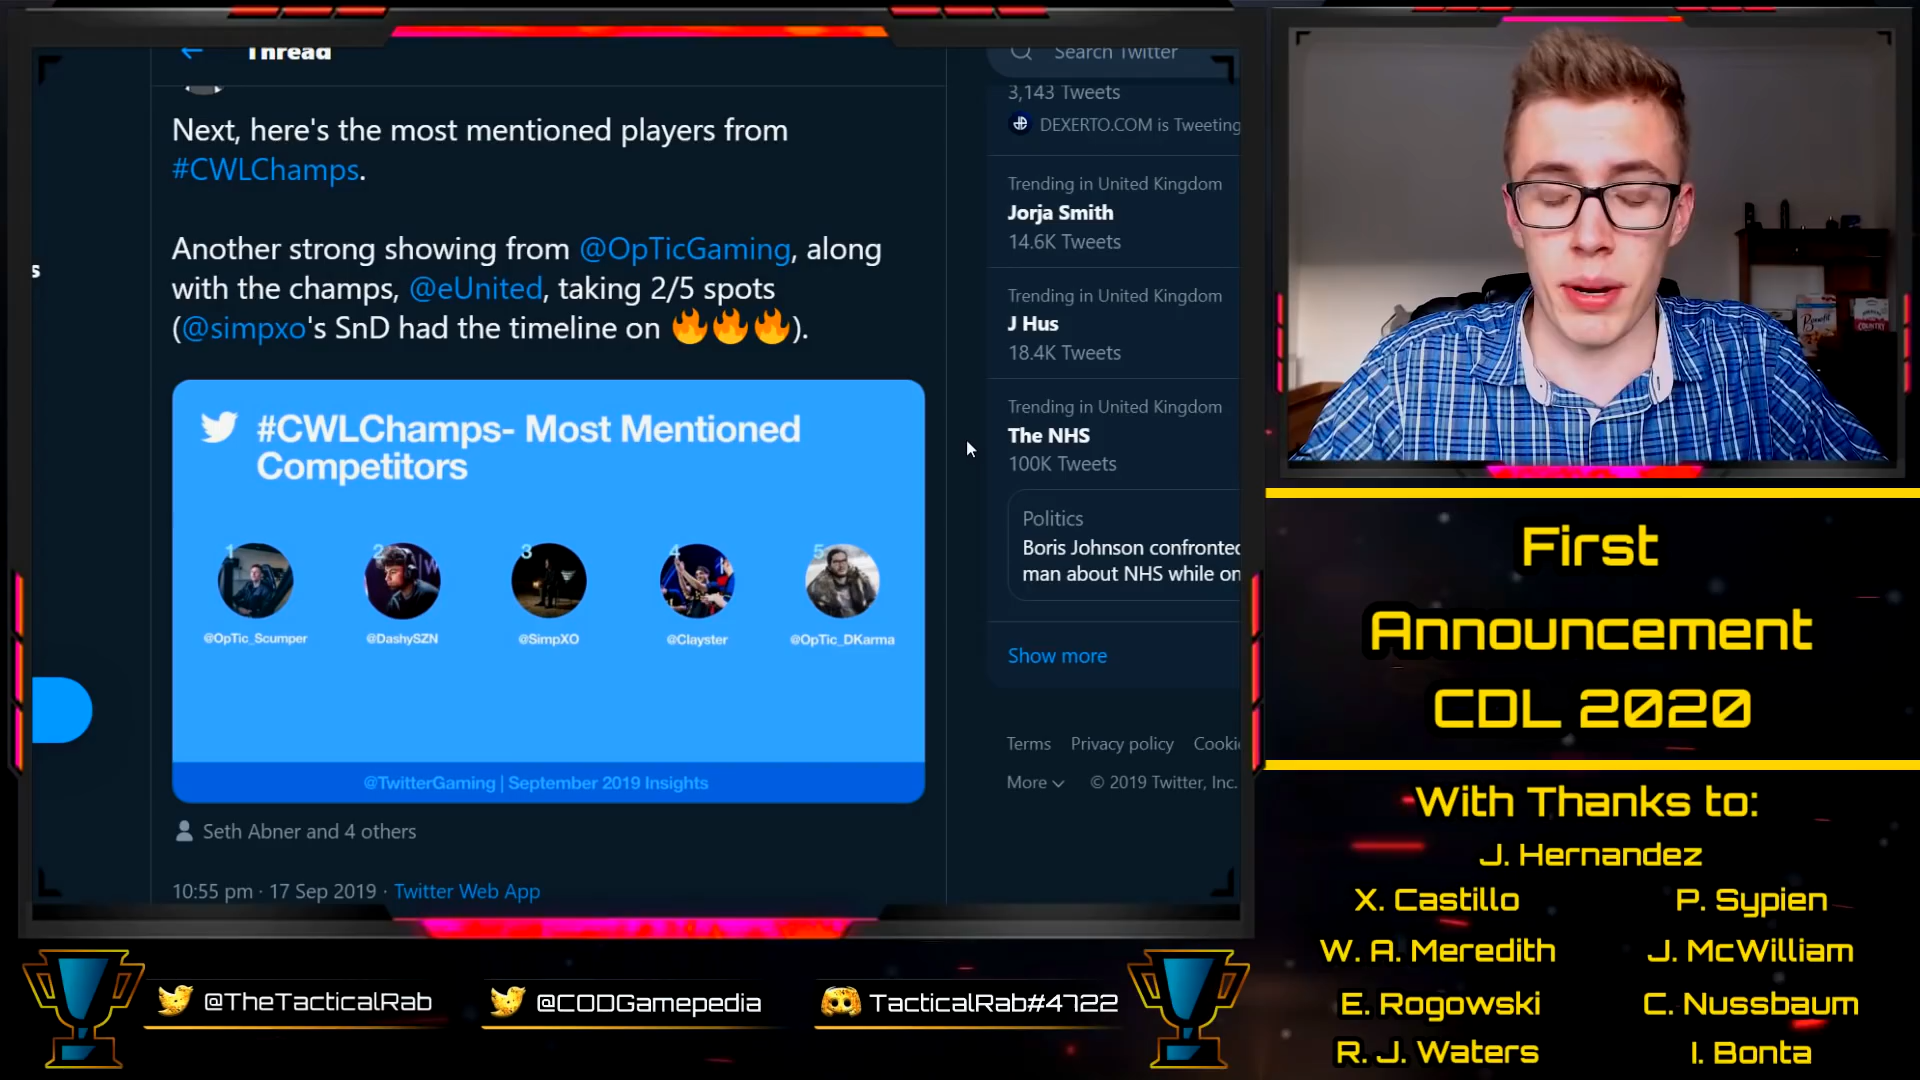 Thread
Next, here's the most mentioned players from
#CWLChamps.
Another strong showing from @OpTicGaming, along
with the champs, @eUnited, taking 2/5 spots
(@simpxo's SnD had the timeline on 🔥🔥🔥).
#CWLChamps- Most Mentioned
Competitors
1 2 3 4 5
@OpTic_Scumper @DashySZN @SimpXO @Clayster @OpTic_DKarma
@TwitterGaming | September 2019 Insights
Seth Abner and 4 others
10:55 pm · 17 Sep 2019 · Twitter Web App
s
Search Twitter
3,143 Tweets
DEXERTO.COM is Tweeting
Trending in United Kingdom
Jorja Smith
14.6K Tweets
Trending in United Kingdom
J Hus
18.4K Tweets
Trending in United Kingdom
The NHS
100K Tweets
Politics
Boris Johnson confronted
man about NHS while on
Show more
Terms Privacy policy Cooki
More © 2019 Twitter, Inc.
First
Announcement
CDL 2020
With Thanks to:
J. Hernandez
X. Castillo P. Sypien
W. A. Meredith J. McWilliam
E. Rogowski C. Nussbaum
R. J. Waters I. Bonta
@TheTacticalRab @CODGamepedia TacticalRab#4722